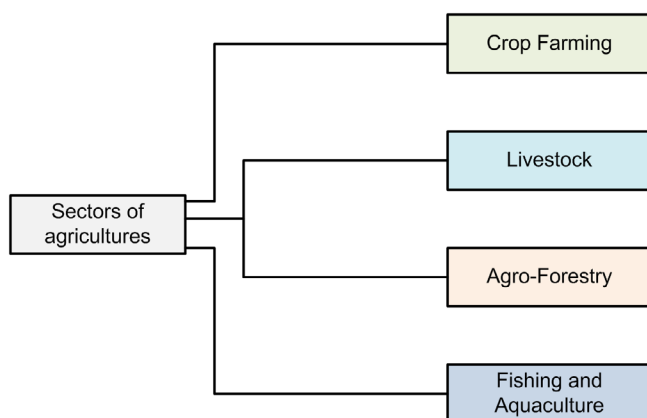 Crop Farming
Livestock
Sectors of
agricultures
Agro-Forestry
Fishing and
Aquaculture